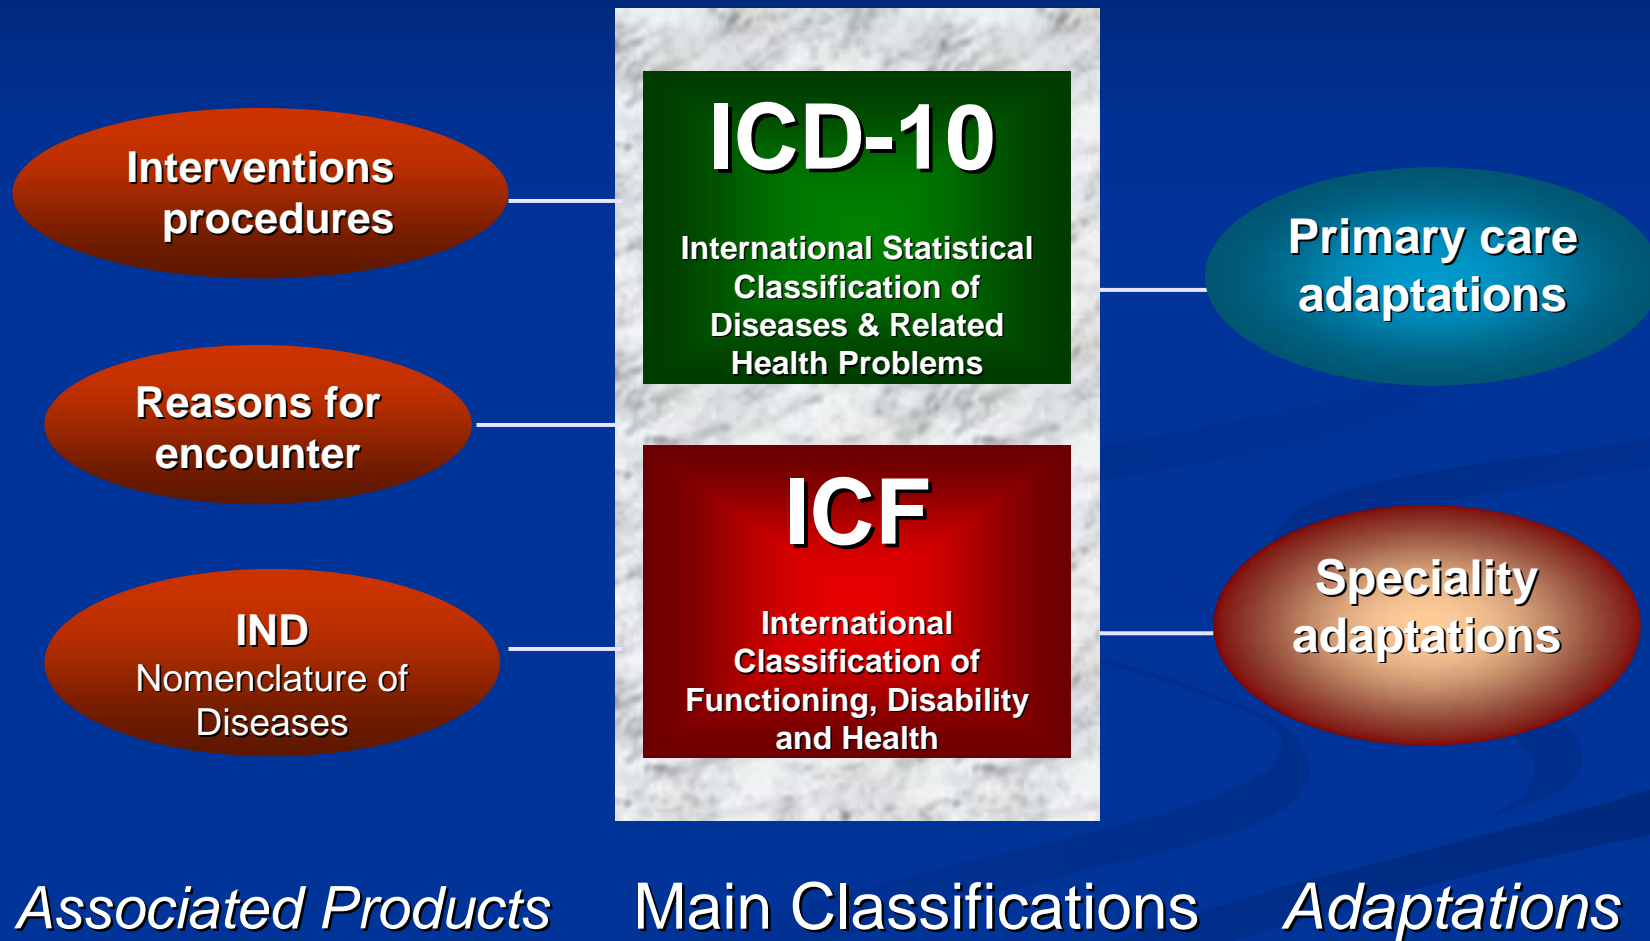 Interventions
procedures
Reasons for
encounter
IND
Nomenclature of
Diseases
Associated Products
ICD-10
International Statistical
Classification of
Diseases & Related
Health Problems
ICF
International
Classification of
Functioning, Disability
and Health
Main Classifications
Primary care
adaptations
Speciality
adaptations
Adaptations